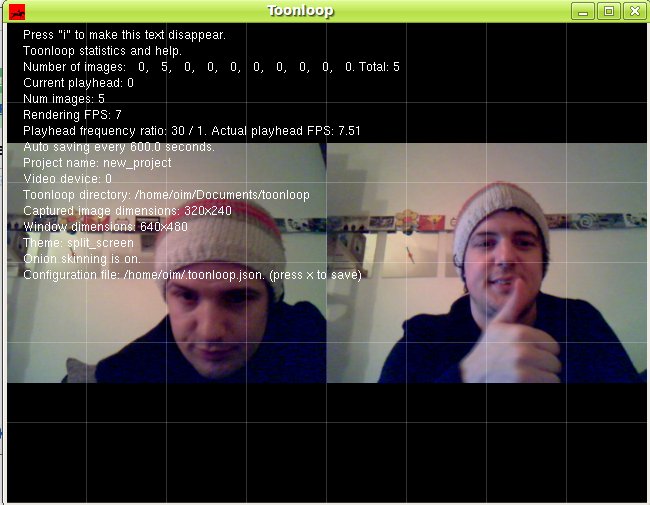 Toonloop
Press "i" to make this text disappear.
Toonloop statistics and help.
Number of images: 0, 5, 0, 0, 0, 0, 0, 0, 0, 0. Total: 5
Current playhead: 0
Num images: 5
Rendering FPS: 7
Playhead frequency ratio: 30 / 1. Actual playhead FPS: 7.51
Auto saving every 600.0 seconds.
Project name: new_project
Video device: 0
Toonloop directory: /home/oim/Documents/toonloop
Captured image dimensions: 320x240
Window dimensions: 640x480
Theme: split_screen
Onion skinning is on.
Configuration file: /home/oim/.toonloop.json. (press x to save)